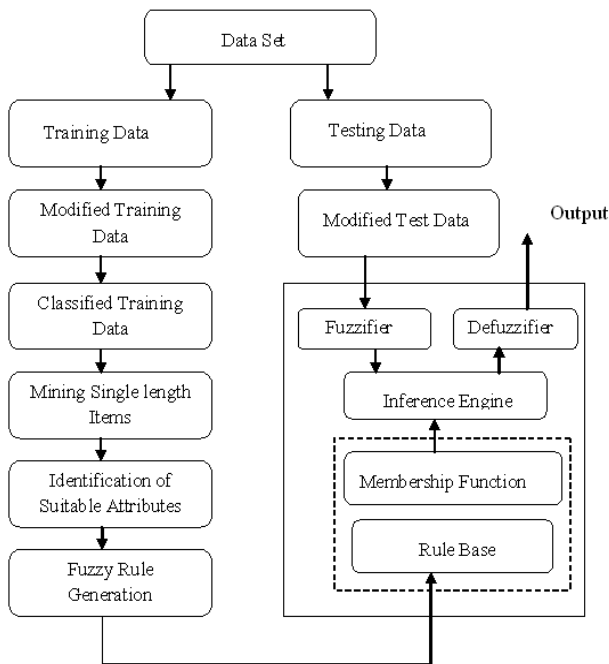 Data Set
Training Data
Modified Training
Data
Classified Training
Data
Mining Single length
Items
Identification of
Suitable Attributes
Fuzzy Rule
Generation
Testing Data
Modified Test Data
Output
Fuzzifier
Defuzzifier
Inference Engine
Membership Function
Rule Base